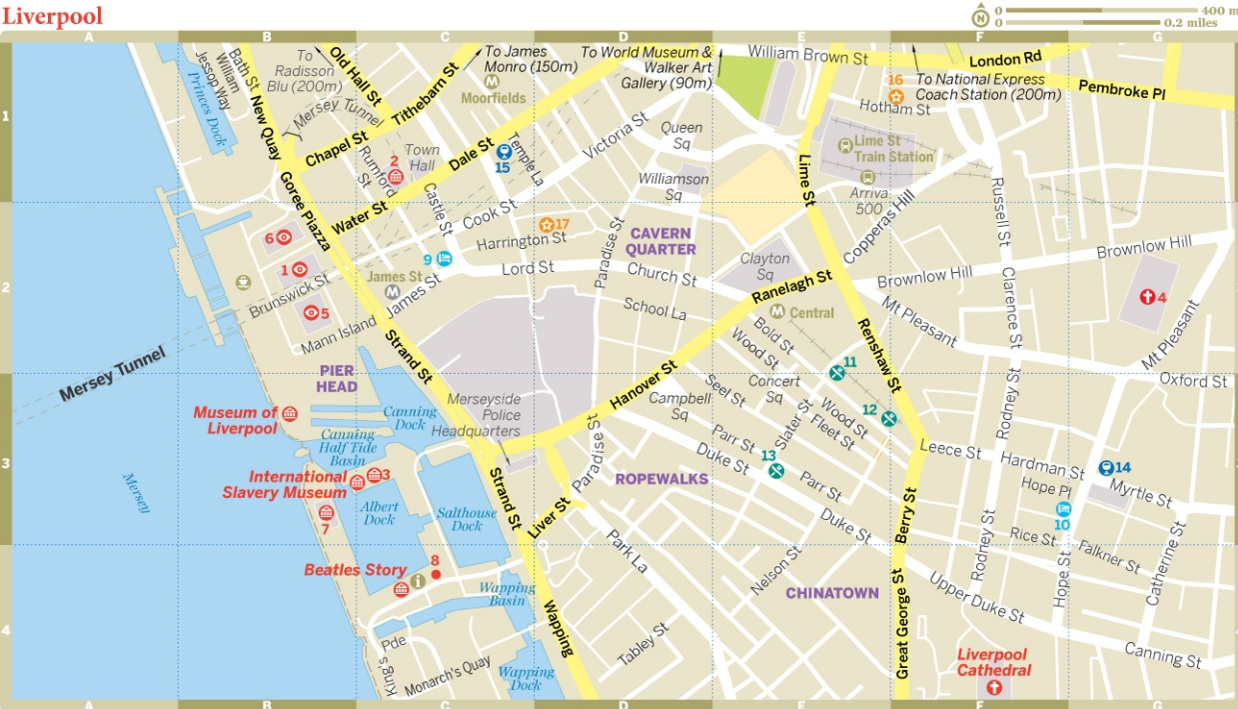 Liverpool
N
0
400 m
0
0.2 miles
A
B
C
D
E
F
G
1
2
3
4
Jessop Way
William
Bath St
Princes Dock
New Quay
To
Radisson
Blu (200m)
Old Hall St
Mersey Tunnel
Tithebarn St
To James
Monro (150m)
M
Moorfields
To World Museum &
Walker Art
Gallery (90m)
William Brown St
16
To National Express
Coach Station (200m)
Hotham St
London Rd
Pembroke Pl
Chapel St
Rumford
St
2
Town
Hall
Dale St
15
Temple La
Victoria St
Queen
Sq
Williamson
Sq
Lime St
Lime St
Train Station
Arriva
500
Copperas Hill
Russell St
Goree Piazza
Water St
Castle St
Cook St
17
Harrington St
Paradise St
CAVERN
QUARTER
Clayton
Sq
Brownlow Hill
Brownlow Hill
6
1
Brunswick St
5
Mann Island
James St
M
James St
9
Lord St
Church St
School La
Ranelagh St
M
Central
Mt Pleasant
Clarence St
4
Mt Pleasant
Mersey Tunnel
PIER
HEAD
Strand St
Hanover St
Bold St
Wood St
11
Renshaw St
Oxford St
Museum of
Liverpool
Canning
Dock
Canning
Half Tide
Basin
Merseyside
Police
Headquarters
Campbell
Sq
Seel St
Concert
Sq
Slater St
Wood St
Fleet St
12
Rodney St
Leece St
Mersey
International
Slavery Museum
3
7
Albert
Dock
Salthouse
Dock
Strand St
Liver St
Paradise St
ROPEWALKS
Parr St
Duke St
13
Parr St
Duke St
Berry St
Hardman St
14
Hope Pl
Myrtle St
10
Rice St
Falkner St
Rodney St
Hope St
Catherine St
Beatles Story
i
8
Wapping
Basin
Park La
Nelson St
CHINATOWN
Great George St
Upper Duke St
King's
Pde
Monarch's Quay
Wapping
Wapping
Dock
Tabley St
Liverpool
Cathedral
Canning St
A
B
C
D
E
F
G